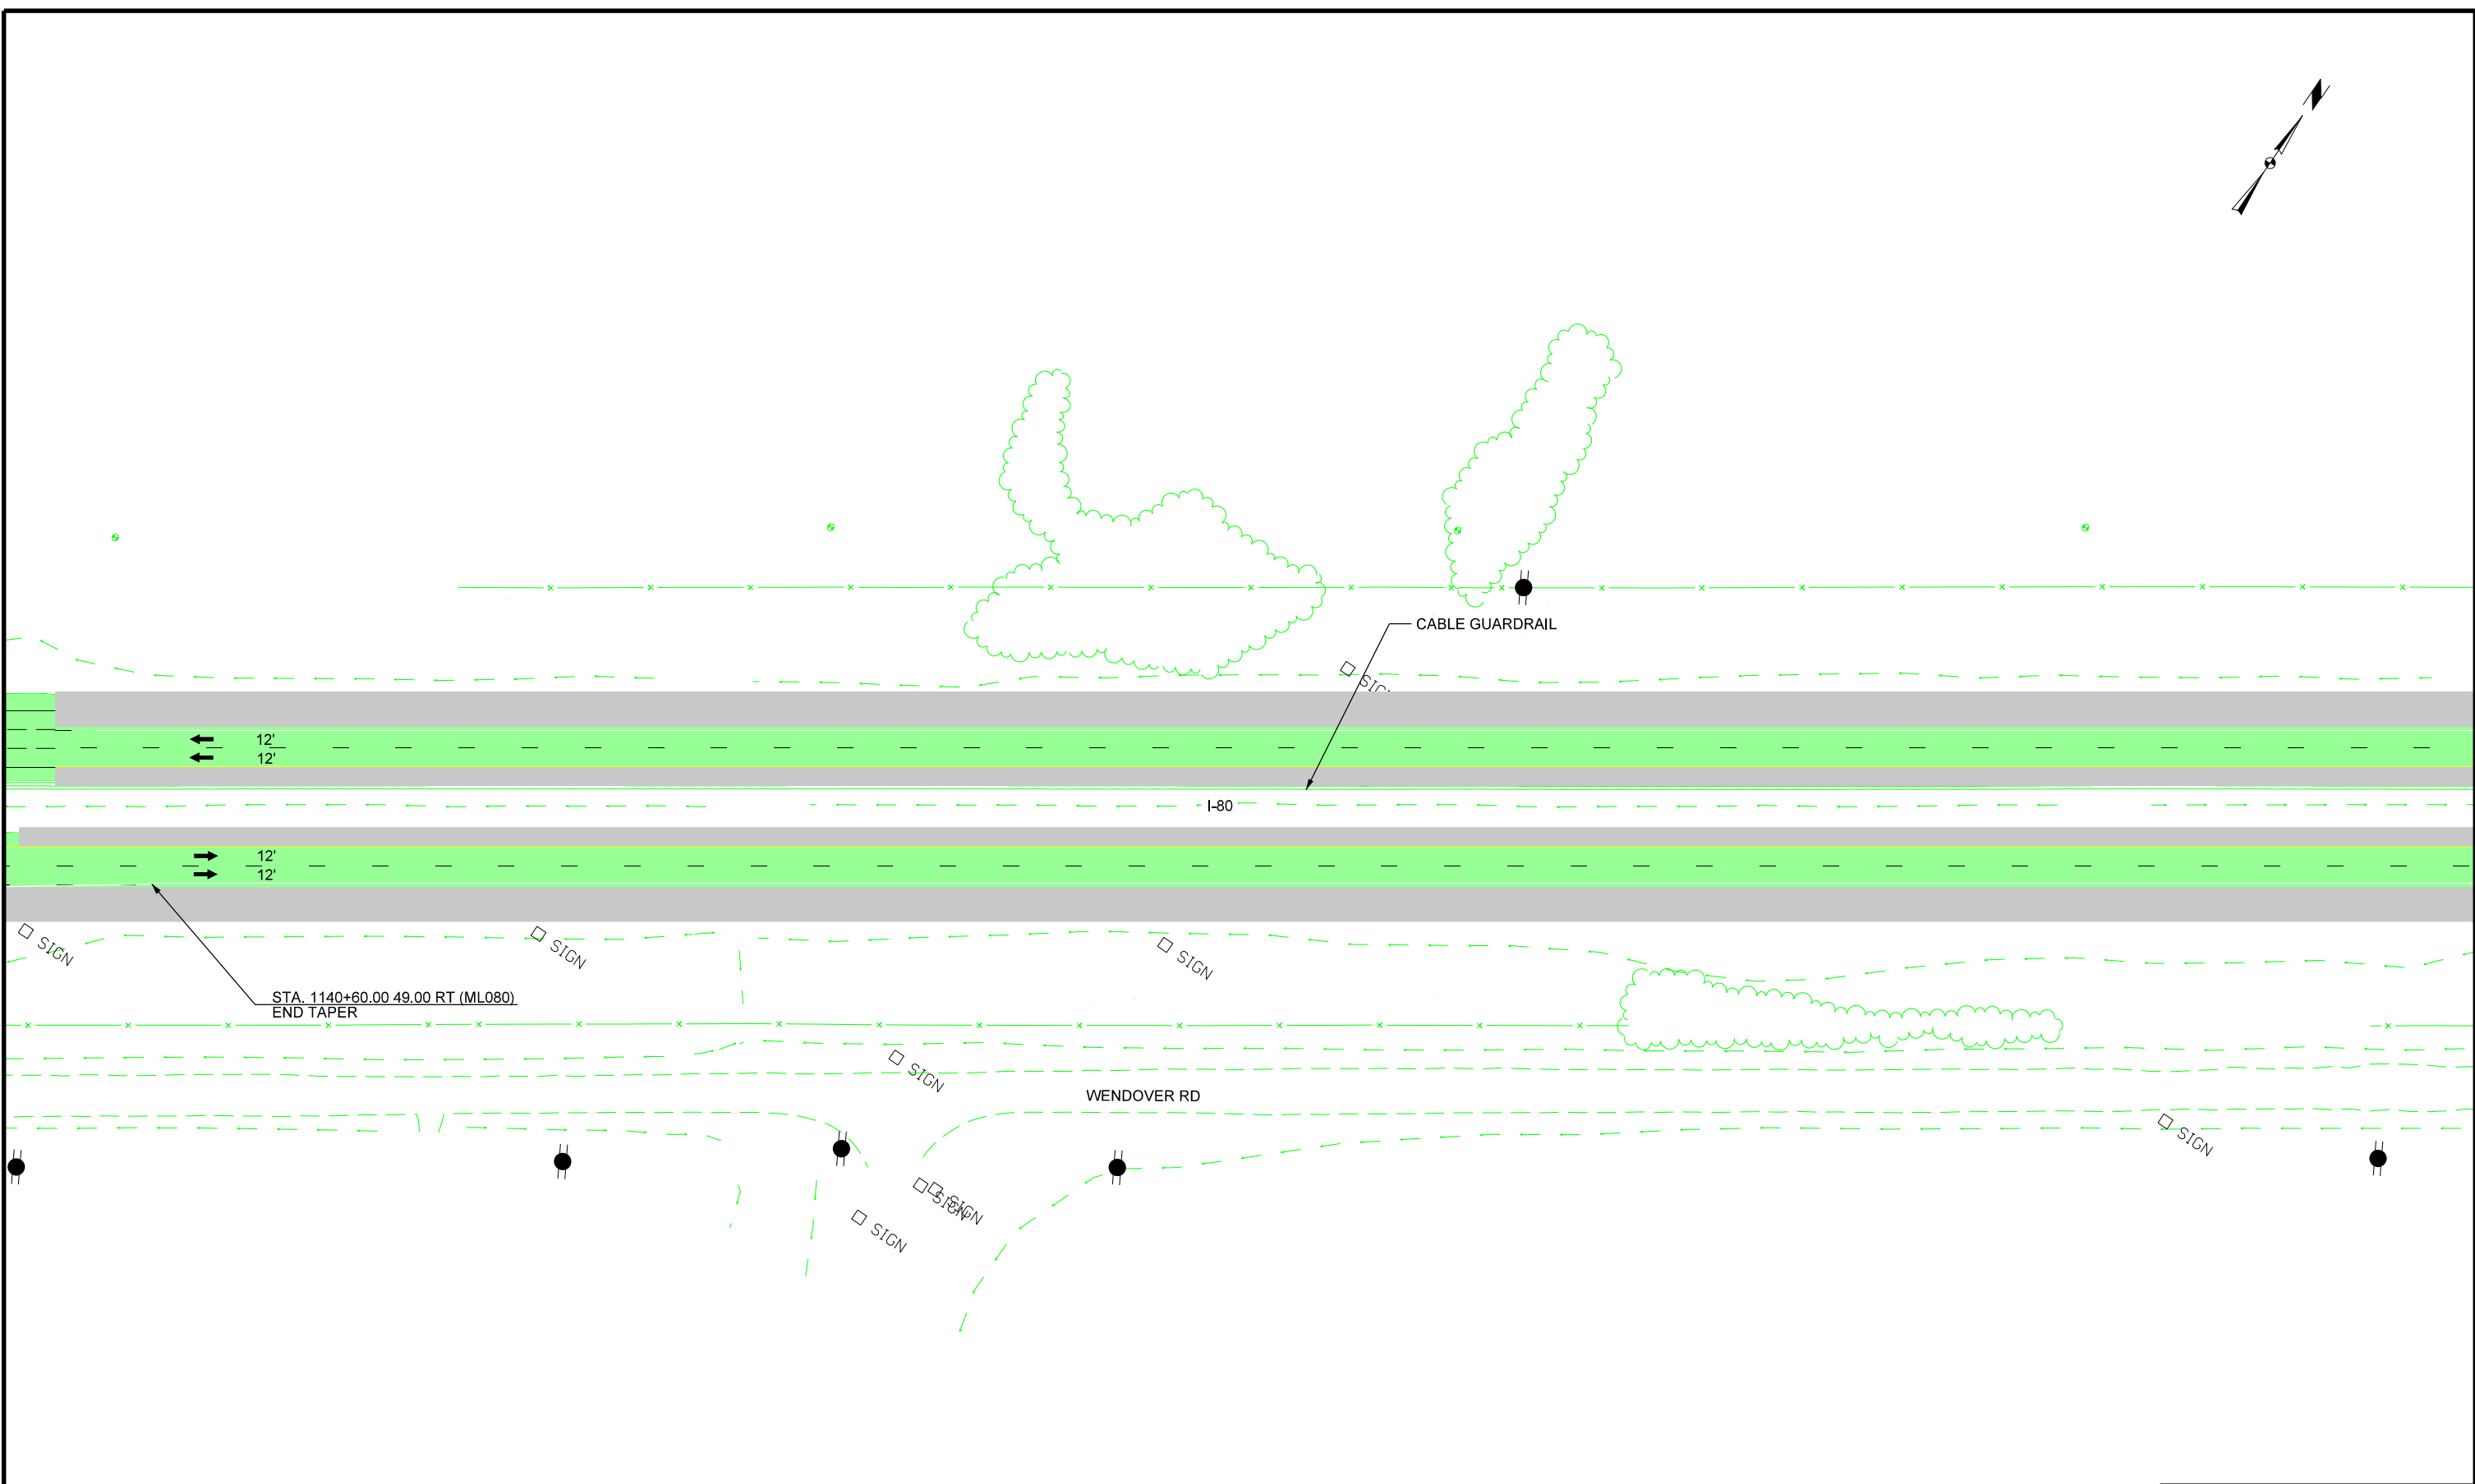 N
CABLE GUARDRAIL
12'
12'
I-80
12'
12'
SIGN
SIGN
SIGN
STA. 1140+60.00 49.00 RT (ML080)
END TAPER
SIGN
WENDOVER RD
SIGN
SIGN
SIGN
SIGN